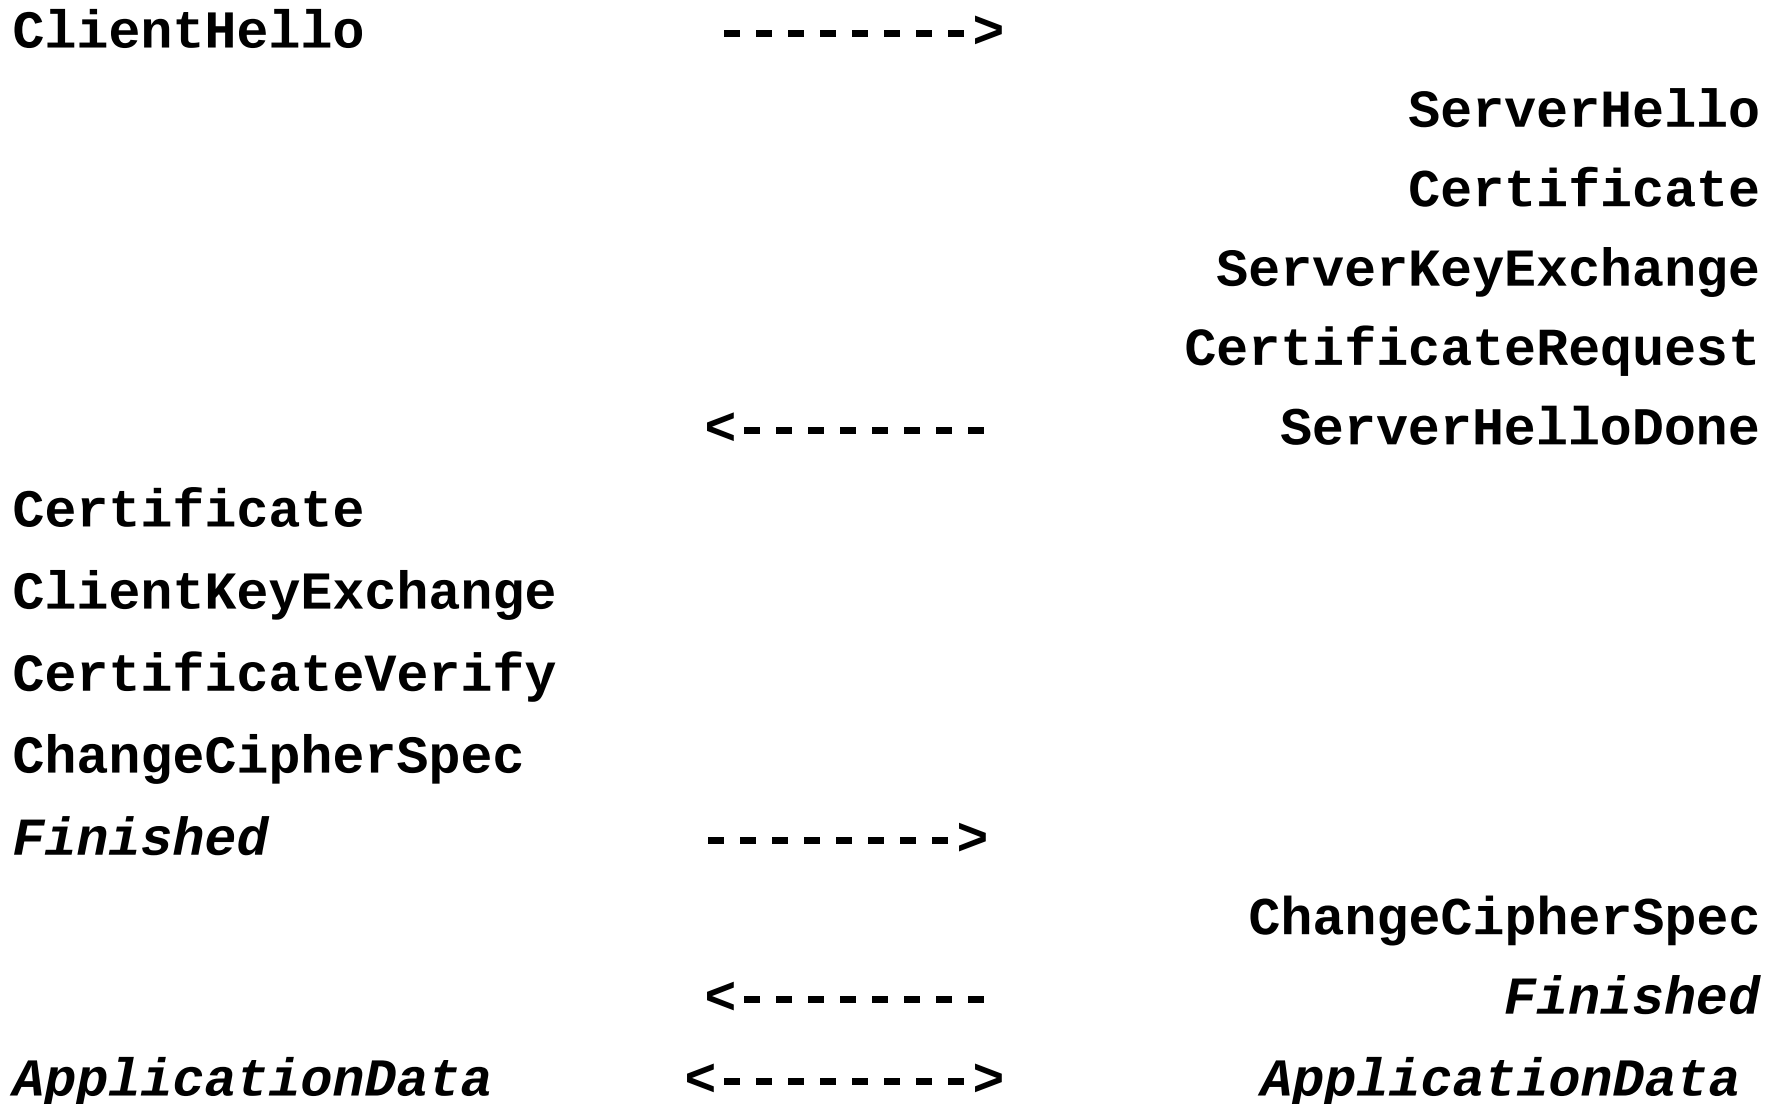 ClientHello -------->
ServerHello
Certificate
ServerKeyExchange
CertificateRequest
<-------- ServerHelloDone
Certificate
ClientKeyExchange
CertificateVerify
ChangeCipherSpec
Finished -------->
ChangeCipherSpec
<-------- Finished
ApplicationData <--------> ApplicationData